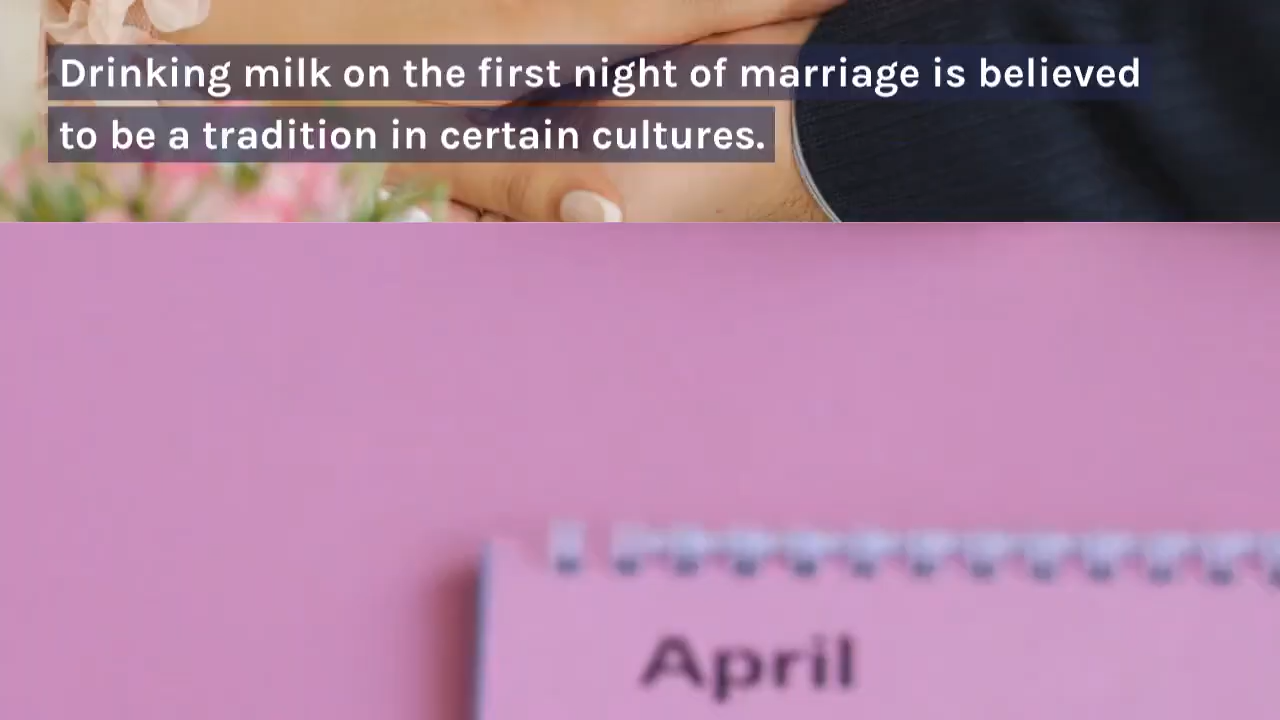 Drinking milk on the first night of marriage is believed
to be a tradition in certain cultures.
April